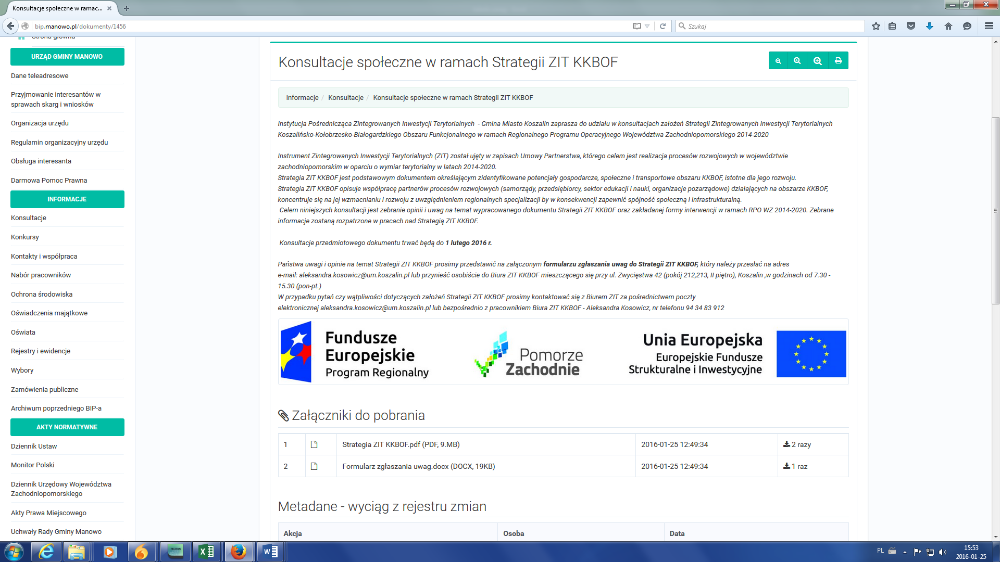 Konsultacje społeczne w ramac...
bip.manowo.pl/dokumenty/1456
Szukaj
Strona główna
URZĄD GMINY MANOWO
Dane teleadresowe
Przyjmowanie interesantów w
sprawach skarg i wniosków
Organizacja urzędu
Regulamin organizacyjny urzędu
Obsługa interesanta
Darmowa Pomoc Prawna
INFORMACJE
Konsultacje
Konkursy
Kontakty i współpraca
Nabór pracowników
Ochrona środowiska
Oświadczenia majątkowe
Oświata
Rejestry i ewidencje
Wybory
Zamówienia publiczne
Archiwum poprzedniego BIP-a
AKTY NORMATYWNE
Dziennik Ustaw
Monitor Polski
Dziennik Urzędowy Województwa
Zachodniopomorskiego
Akty Prawa Miejscowego
Uchwały Rady Gminy Manowo
Konsultacje społeczne w ramach Strategii ZIT KKBOF
Informacje / Konsultacje / Konsultacje społeczne w ramach Strategii ZIT KKBOF
Instytucja Pośrednicząca Zintegrowanych Inwestycji Terytorialnych - Gmina Miasto Koszalin zaprasza do udziału w konsultacjach założeń Strategii Zintegrowanych Inwestycji Terytorialnych
Koszalińsko-Kołobrzesko-Białogardzkiego Obszaru Funkcjonalnego w ramach Regionalnego Programu Operacyjnego Województwa Zachodniopomorskiego 2014-2020
Instrument Zintegrowanych Inwestycji Terytorialnych (ZIT) został ujęty w zapisach Umowy Partnerstwa, którego celem jest realizacja procesów rozwojowych w województwie
zachodniopomorskim w oparciu o wymiar terytorialny w latach 2014-2020.
Strategia ZIT KKBOF jest podstawowym dokumentem określającym zidentyfikowane potencjały gospodarcze, społeczne i transportowe obszaru KKBOF, istotne dla jego rozwoju.
Strategia ZIT KKBOF opisuje współpracę partnerów procesów rozwojowych (samorządy, przedsiębiorcy, sektor edukacji i nauki, organizacje pozarządowe) działających na obszarze KKBOF,
koncentruje się na jej wzmacnianiu i rozwoju z uwzględnieniem regionalnych specjalizacji by w konsekwencji zapewnić spójność społeczną i infrastrukturalną.
Celem niniejszych konsultacji jest zebranie opinii i uwag na temat wypracowanego dokumentu Strategii ZIT KKBOF oraz zakładanej formy interwencji w ramach RPO WZ 2014-2020. Zebrane
informacje zostaną rozpatrzone w pracach nad Strategią ZIT KKBOF.
Konsultacje przedmiotowego dokumentu trwać będą do 1 lutego 2016 r.
Państwa uwagi i opinie na temat Strategii ZIT KKBOF prosimy przedstawić na załączonym formularzu zgłaszania uwag do Strategii ZIT KKBOF, który należy przesłać na adres
e-mail: aleksandra.kosowicz@um.koszalin.pl lub przynieść osobiście do Biura ZIT KKBOF mieszczącego się przy ul. Zwycięstwa 42 (pokój 212,213, II piętro), Koszalin ,w godzinach od 7.30 -
15.30 (pon-pt.)
W przypadku pytań czy wątpliwości dotyczących założeń Strategii ZIT KKBOF prosimy kontaktować się z Biurem ZIT za pośrednictwem poczty
elektronicznej aleksandra.kosowicz@um.koszalin.pl lub bezpośrednio z pracownikiem Biura ZIT KKBOF - Aleksandra Kosowicz, nr telefonu 94 34 83 912
Fundusze
Europejskie
Program Regionalny
Pomorze
Zachodnie
Unia Europejska
Europejskie Fundusze
Strukturalne i Inwestycyjne
Załączniki do pobrania
1 Strategia ZIT KKBOF.pdf (PDF, 9.MB) 2016-01-25 12:49:34 2 razy
2 Formularz zgłaszania uwag.docx (DOCX, 19KB) 2016-01-25 12:49:34 1 raz
Metadane - wyciąg z rejestru zmian
Akcja Osoba Data
PROTON
PL
15:53
2016-01-25